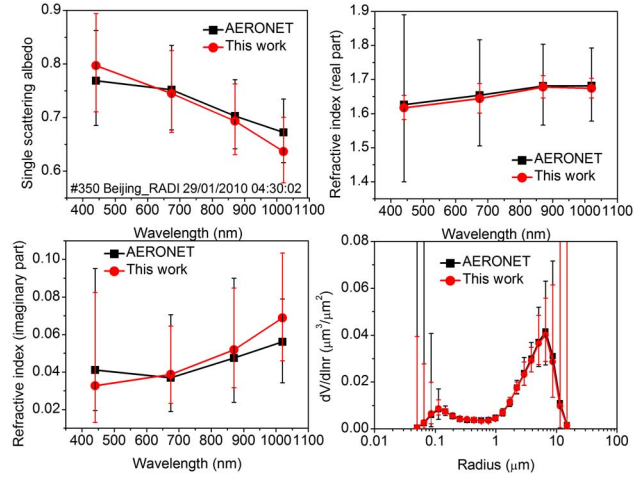 Single scattering albedo
0.9
0.8
0.7
0.6
AERONET
This work
#350 Beijing_RADI 29/01/2010 04:30:02
400 500 600 700 800 900 1000 1100
Wavelength (nm)
Refractive index (real part)
1.9
1.8
1.7
1.6
1.5
1.4
AERONET
This work
400 500 600 700 800 900 1000 1100
Wavelength (nm)
Refractive index (imaginary part)
0.10
0.08
0.06
0.04
0.02
AERONET
This work
400 500 600 700 800 900 1000 1100
Wavelength (nm)
dV/dlnr (μm³/μm²)
0.08
0.06
0.04
0.02
0.00
AERONET
This work
0.01 0.1 1 10 100
Radius (μm)